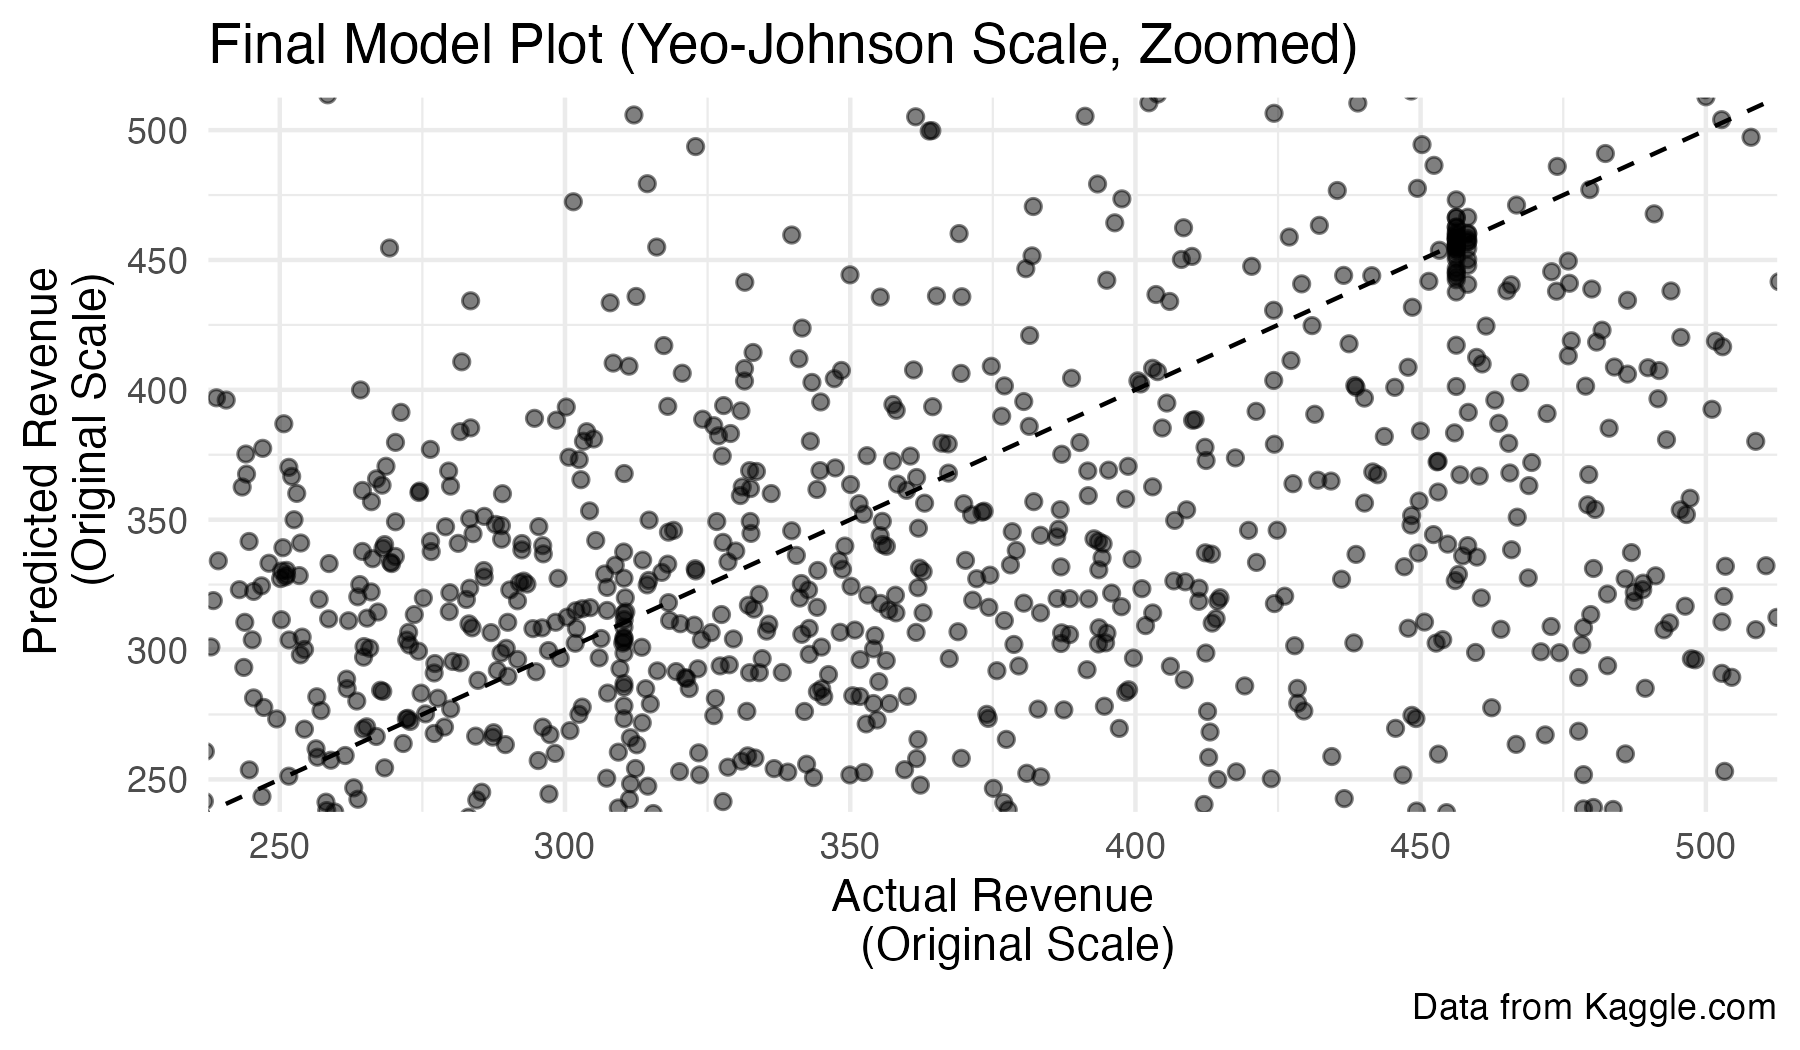 Final Model Plot (Yeo-Johnson Scale, Zoomed)
Predicted Revenue
(Original Scale)
500
450
400
350
300
250
250 300 350 400 450 500
Actual Revenue
(Original Scale)
Data from Kaggle.com